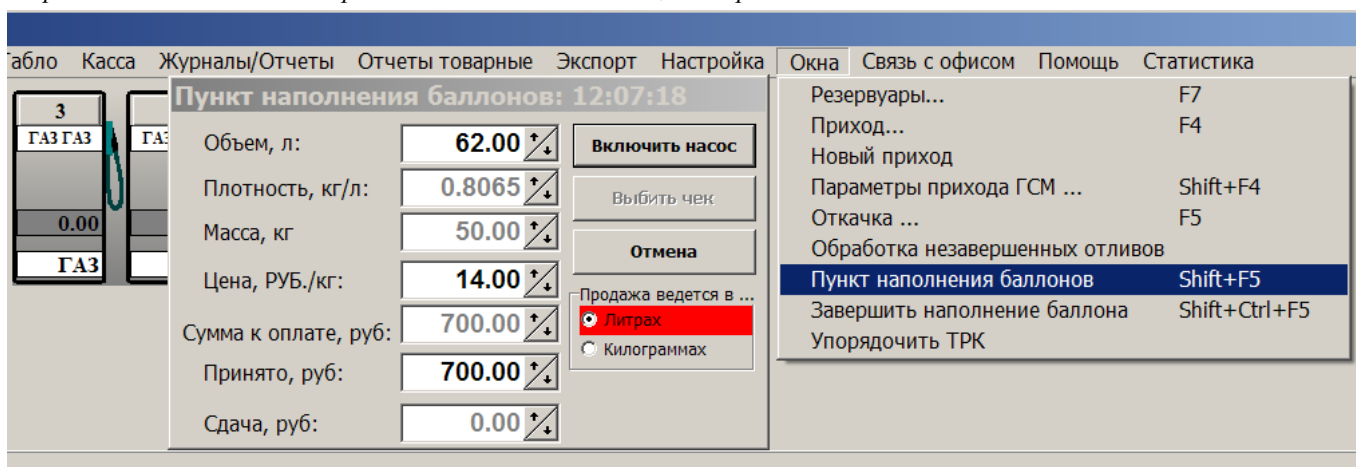 Табло Касса Журналы/Отчеты Отчеты товарные Экспорт Настройка Окна Связь с офисом Помощь Статистика
3
ГАЗ ГАЗ
0.00
ГАЗ
ГАЗ
Пункт наполнения баллонов: 12:07:18
Объем, л: 62.00 Включить насос
Плотность, кг/л: 0.8065 Выбить чек
Масса, кг 50.00
Отмена
Цена, РУБ./кг: 14.00
Продажа ведется в ...
Литрах
Сумма к оплате, руб: 700.00
Килограммах
Принято, руб: 700.00
Сдача, руб: 0.00
Резервуары... F7
Приход... F4
Новый приход
Параметры прихода ГСМ ... Shift+F4
Откачка ... F5
Обработка незавершенных отливов
Пункт наполнения баллонов Shift+F5
Завершить наполнение баллона Shift+Ctrl+F5
Упорядочить ТРК